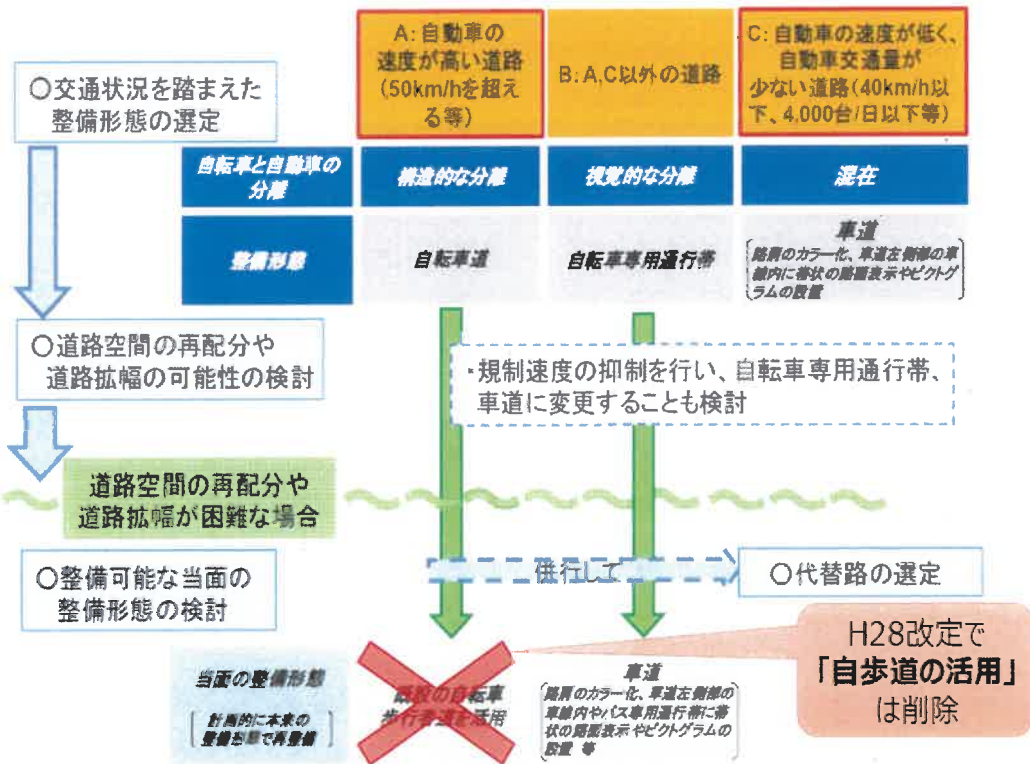 ○交通状況を踏まえた
整備形態の選定
A:自動車の
速度が高い道路
(50km/hを超え
る等)
B:A,C以外の道路
C:自動車の速度が低く、
自動車交通量が
少ない道路(40km/h以
下、4,000台/日以下等)
自転車と自動車の
分離
構造的な分離
視覚的な分離
混在
整備形態
自転車道
自転車専用通行帯
車道
路肩のカラー化、車道左側部の車
線内に帯状の路面表示やピクトグ
ラムの設置
○道路空間の再配分や
道路拡幅の可能性の検討
・規制速度の抑制を行い、自転車専用通行帯、
車道に変更することも検討
道路空間の再配分や
道路拡幅が困難な場合
○整備可能な当面の
整備形態の検討
併行して
○代替路の選定
H28改定で
「自歩道の活用」
は削除
当面の整備形態
計画的に本来の
整備形態で再整備
既設の自転車
歩行者道を活用
車道
路肩のカラー化、車道左側部の
車線内やバス専用通行帯に帯
状の路面表示やピクトグラムの
設置 等